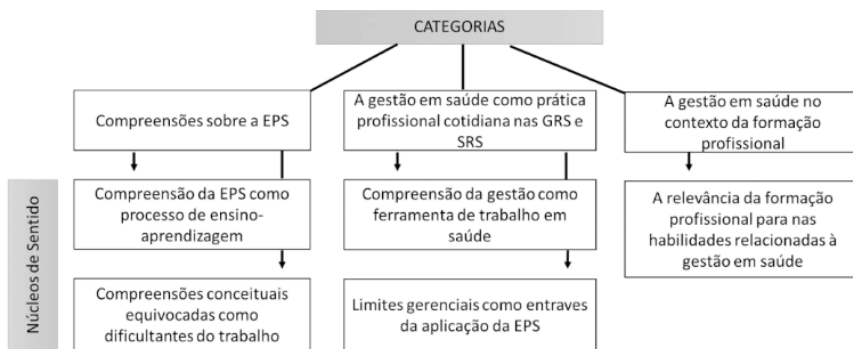 CATEGORIAS
Compreensões sobre a EPS
A gestão em saúde como prática
profissional cotidiana nas GRS e
SRS
A gestão em saúde no
contexto da formação
profissional
Núcleos de Sentido
Compreensão da EPS como
processo de ensino-
aprendizagem
Compreensão da gestão como
ferramenta de trabalho em
saúde
A relevância da formação
profissional para nas
habilidades relacionadas à
gestão em saúde
Compreensões conceituais
equivocadas como
dificultantes do trabalho
Limites gerenciais como entraves
da aplicação da EPS